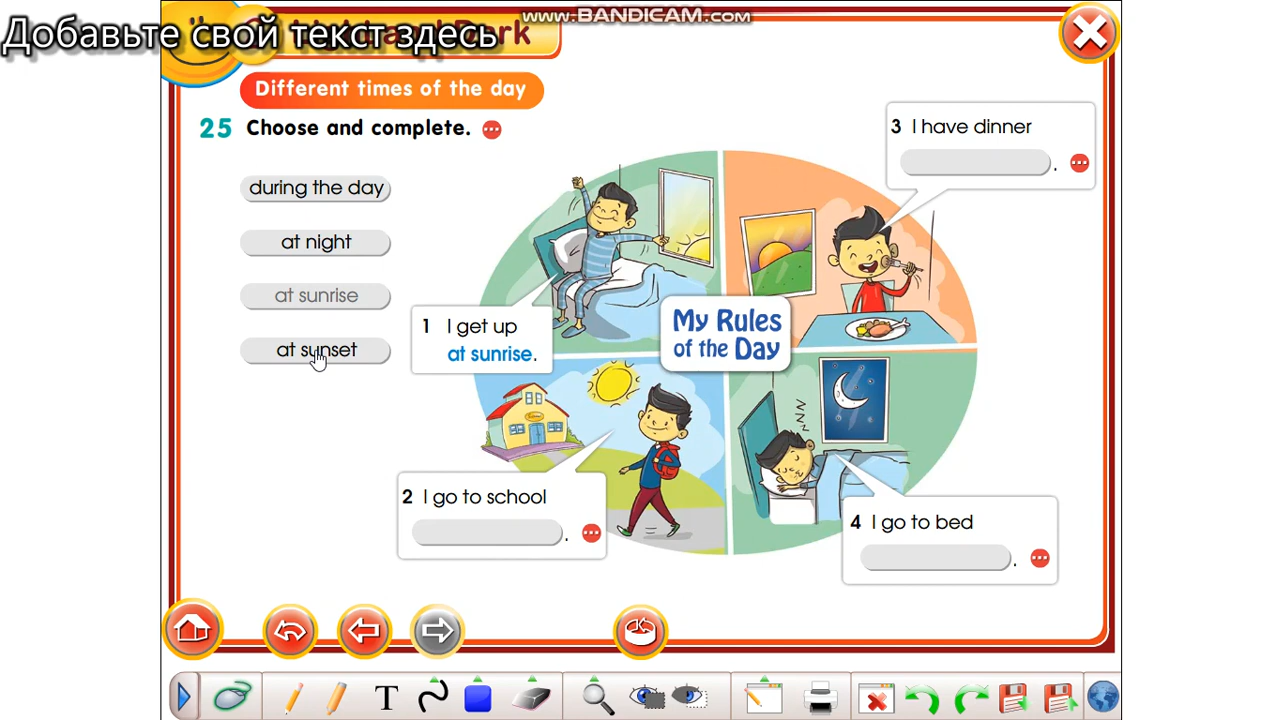 www.BANDICAM.com
Добавьте свой текст здесь
Dark
Different times of the day
25 Choose and complete.
during the day
at night
at sunrise
at sunset
1 I get up
at sunrise.
My Rules
of the Day
3 I have dinner
.
2 I go to school
.
4 I go to bed
.
T